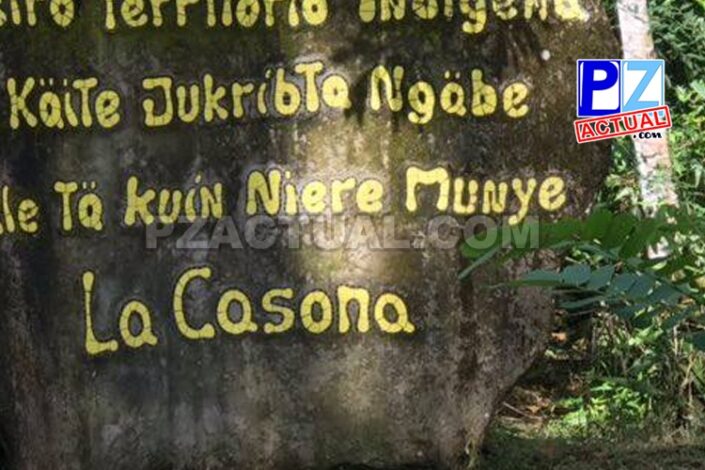 Territorio Indígena
Käite Jukribta Ngäbe
Tä kuin Niere Munye
La Casona
PZ
ACTUAL
.com
PZACTUAL.COM